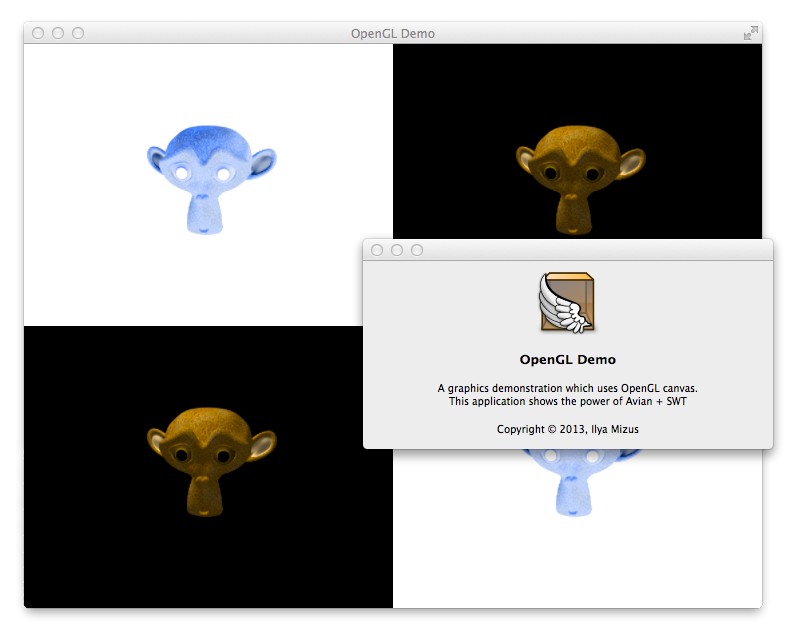 OpenGL Demo
OpenGL Demo
A graphics demonstration which uses OpenGL canvas.
This application shows the power of Avian + SWT
Copyright © 2013, Ilya Mizus